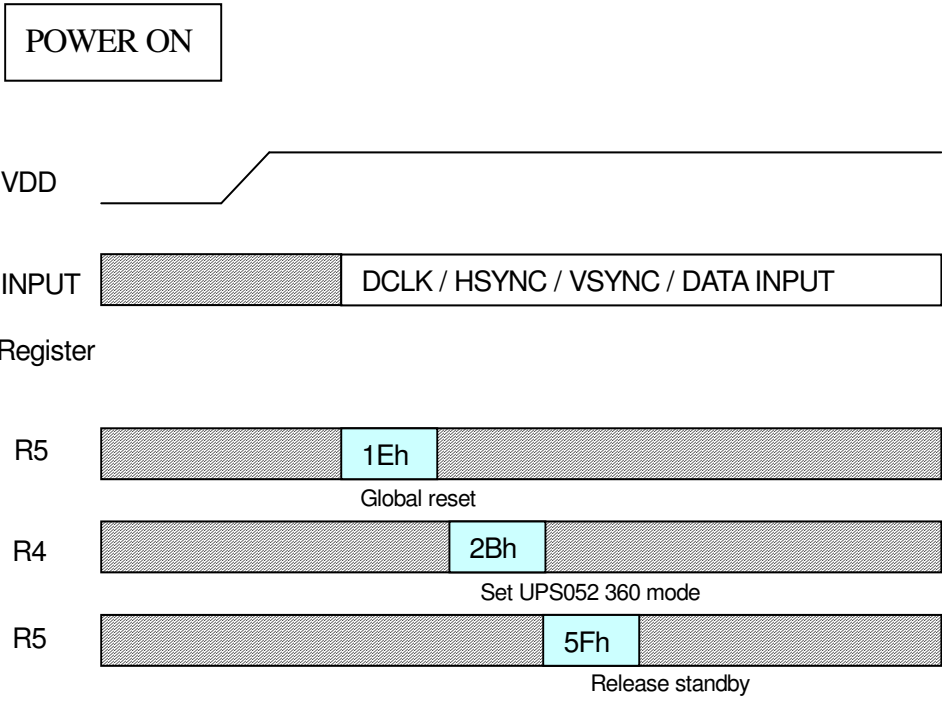 POWER ON
VDD
INPUT DCLK / HSYNC / VSYNC / DATA INPUT
Register
R5 1Eh
Global reset
R4 2Bh
Set UPS052 360 mode
R5 5Fh
Release standby